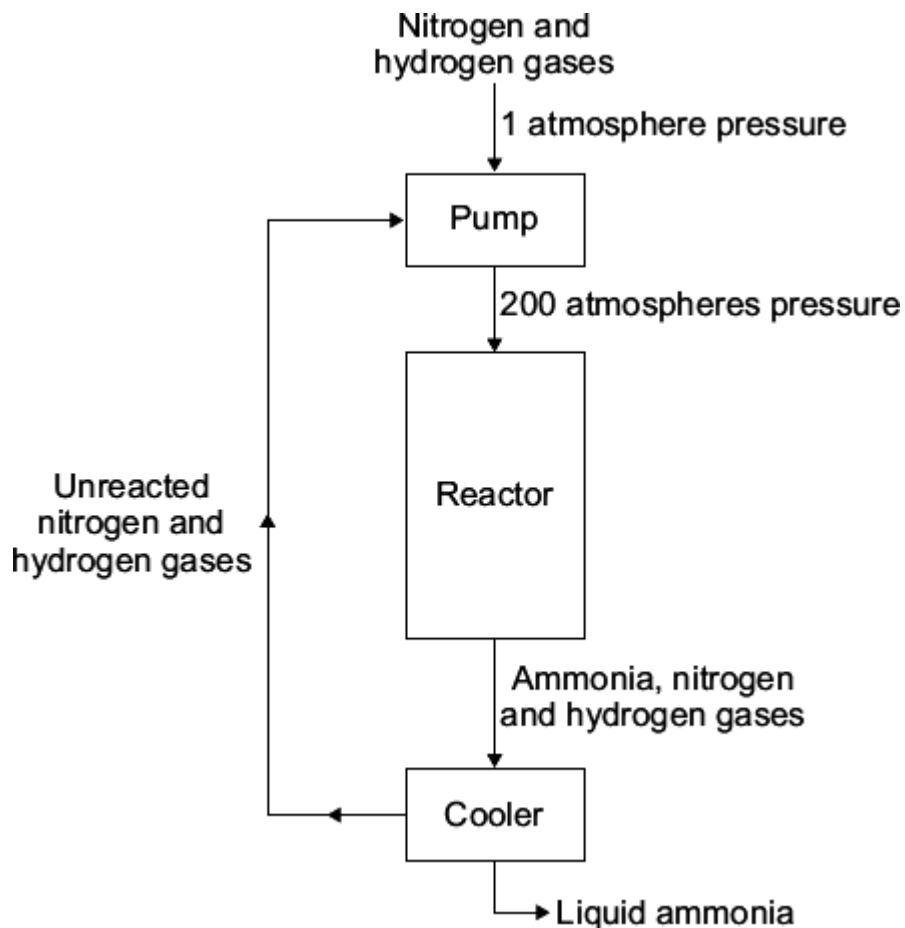 Nitrogen and
hydrogen gases
1 atmosphere pressure
Pump
200 atmospheres pressure
Reactor
Unreacted
nitrogen and
hydrogen gases
Ammonia, nitrogen
and hydrogen gases
Cooler
Liquid ammonia